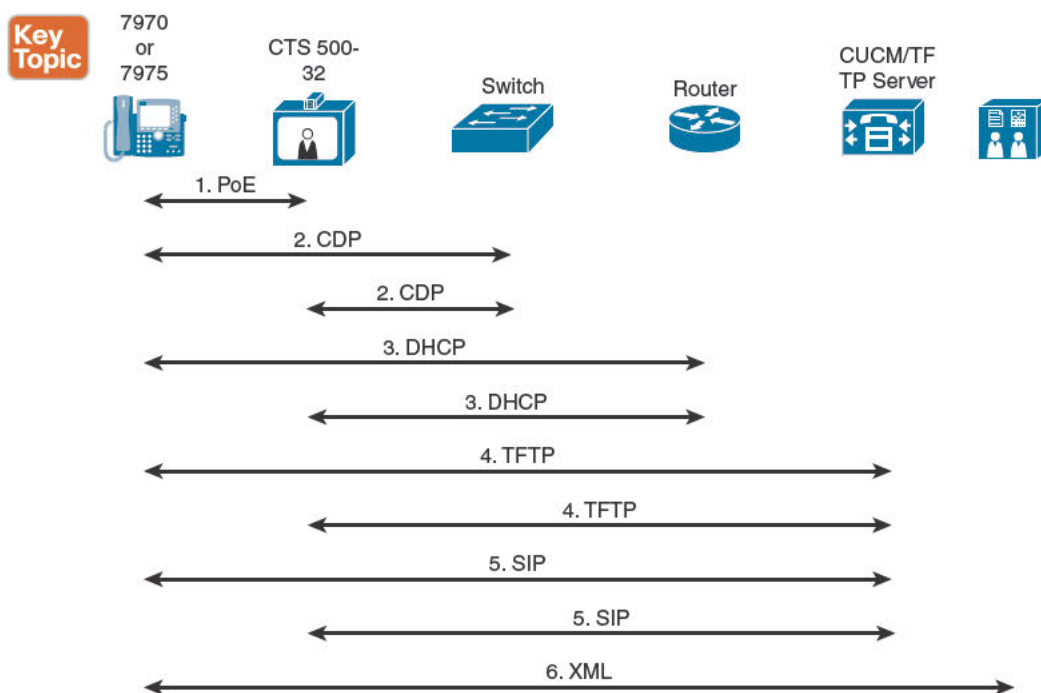 Key
Topic
7970
or
7975
CTS 500-
32
Switch
Router
CUCM/TF
TP Server
1. PoE
2. CDP
2. CDP
3. DHCP
3. DHCP
4. TFTP
4. TFTP
5. SIP
5. SIP
6. XML